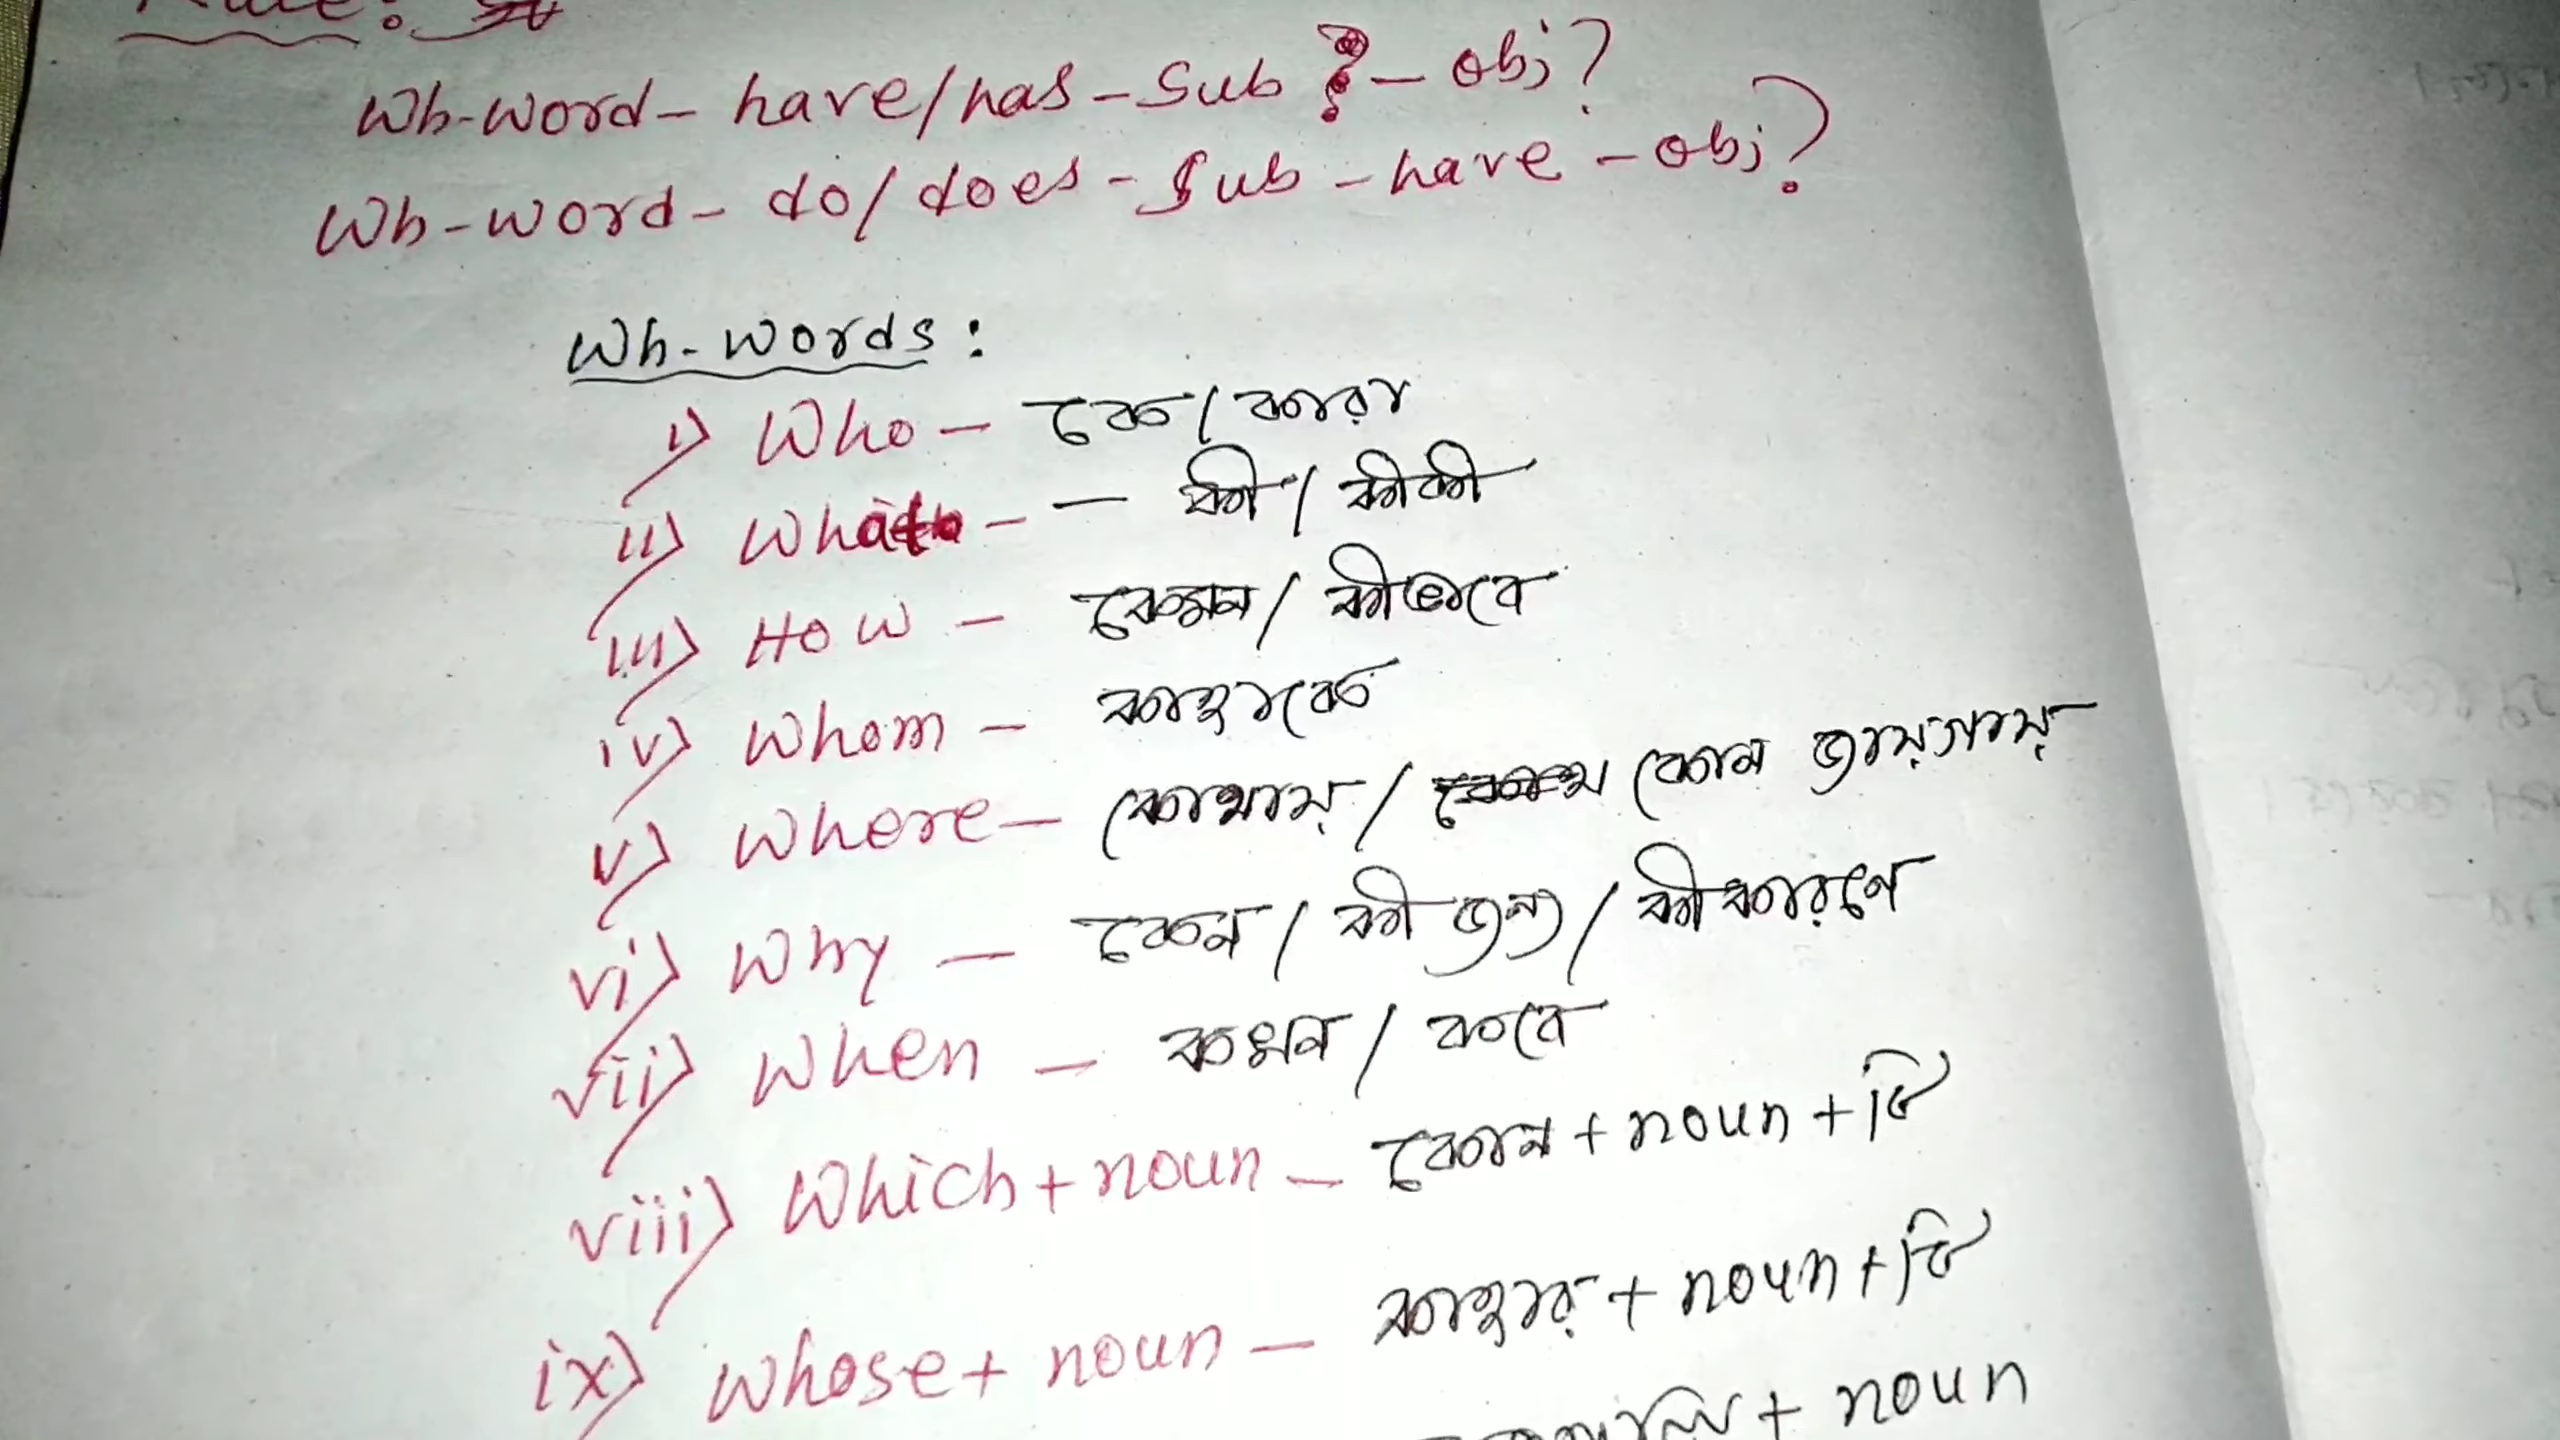 Rule:
Wh-word - have/has - Sub - obj?
Wh-word - do/does - Sub - have - obj?
Wh-words:
i) Who - কে/কারা
ii) What - - কী/কীকী
iii) How - কেমন/কীভাবে
iv) Whom - কাহাকে
v) Where - কোথায়/ কোন জায়গায়
vi) Why - কেন/কী জন্য/কীকারণে
vii) When - কখন/কবে
viii) Which + noun - কোন + noun + টি
ix) Whose + noun - কাহার + noun + টি
+ noun